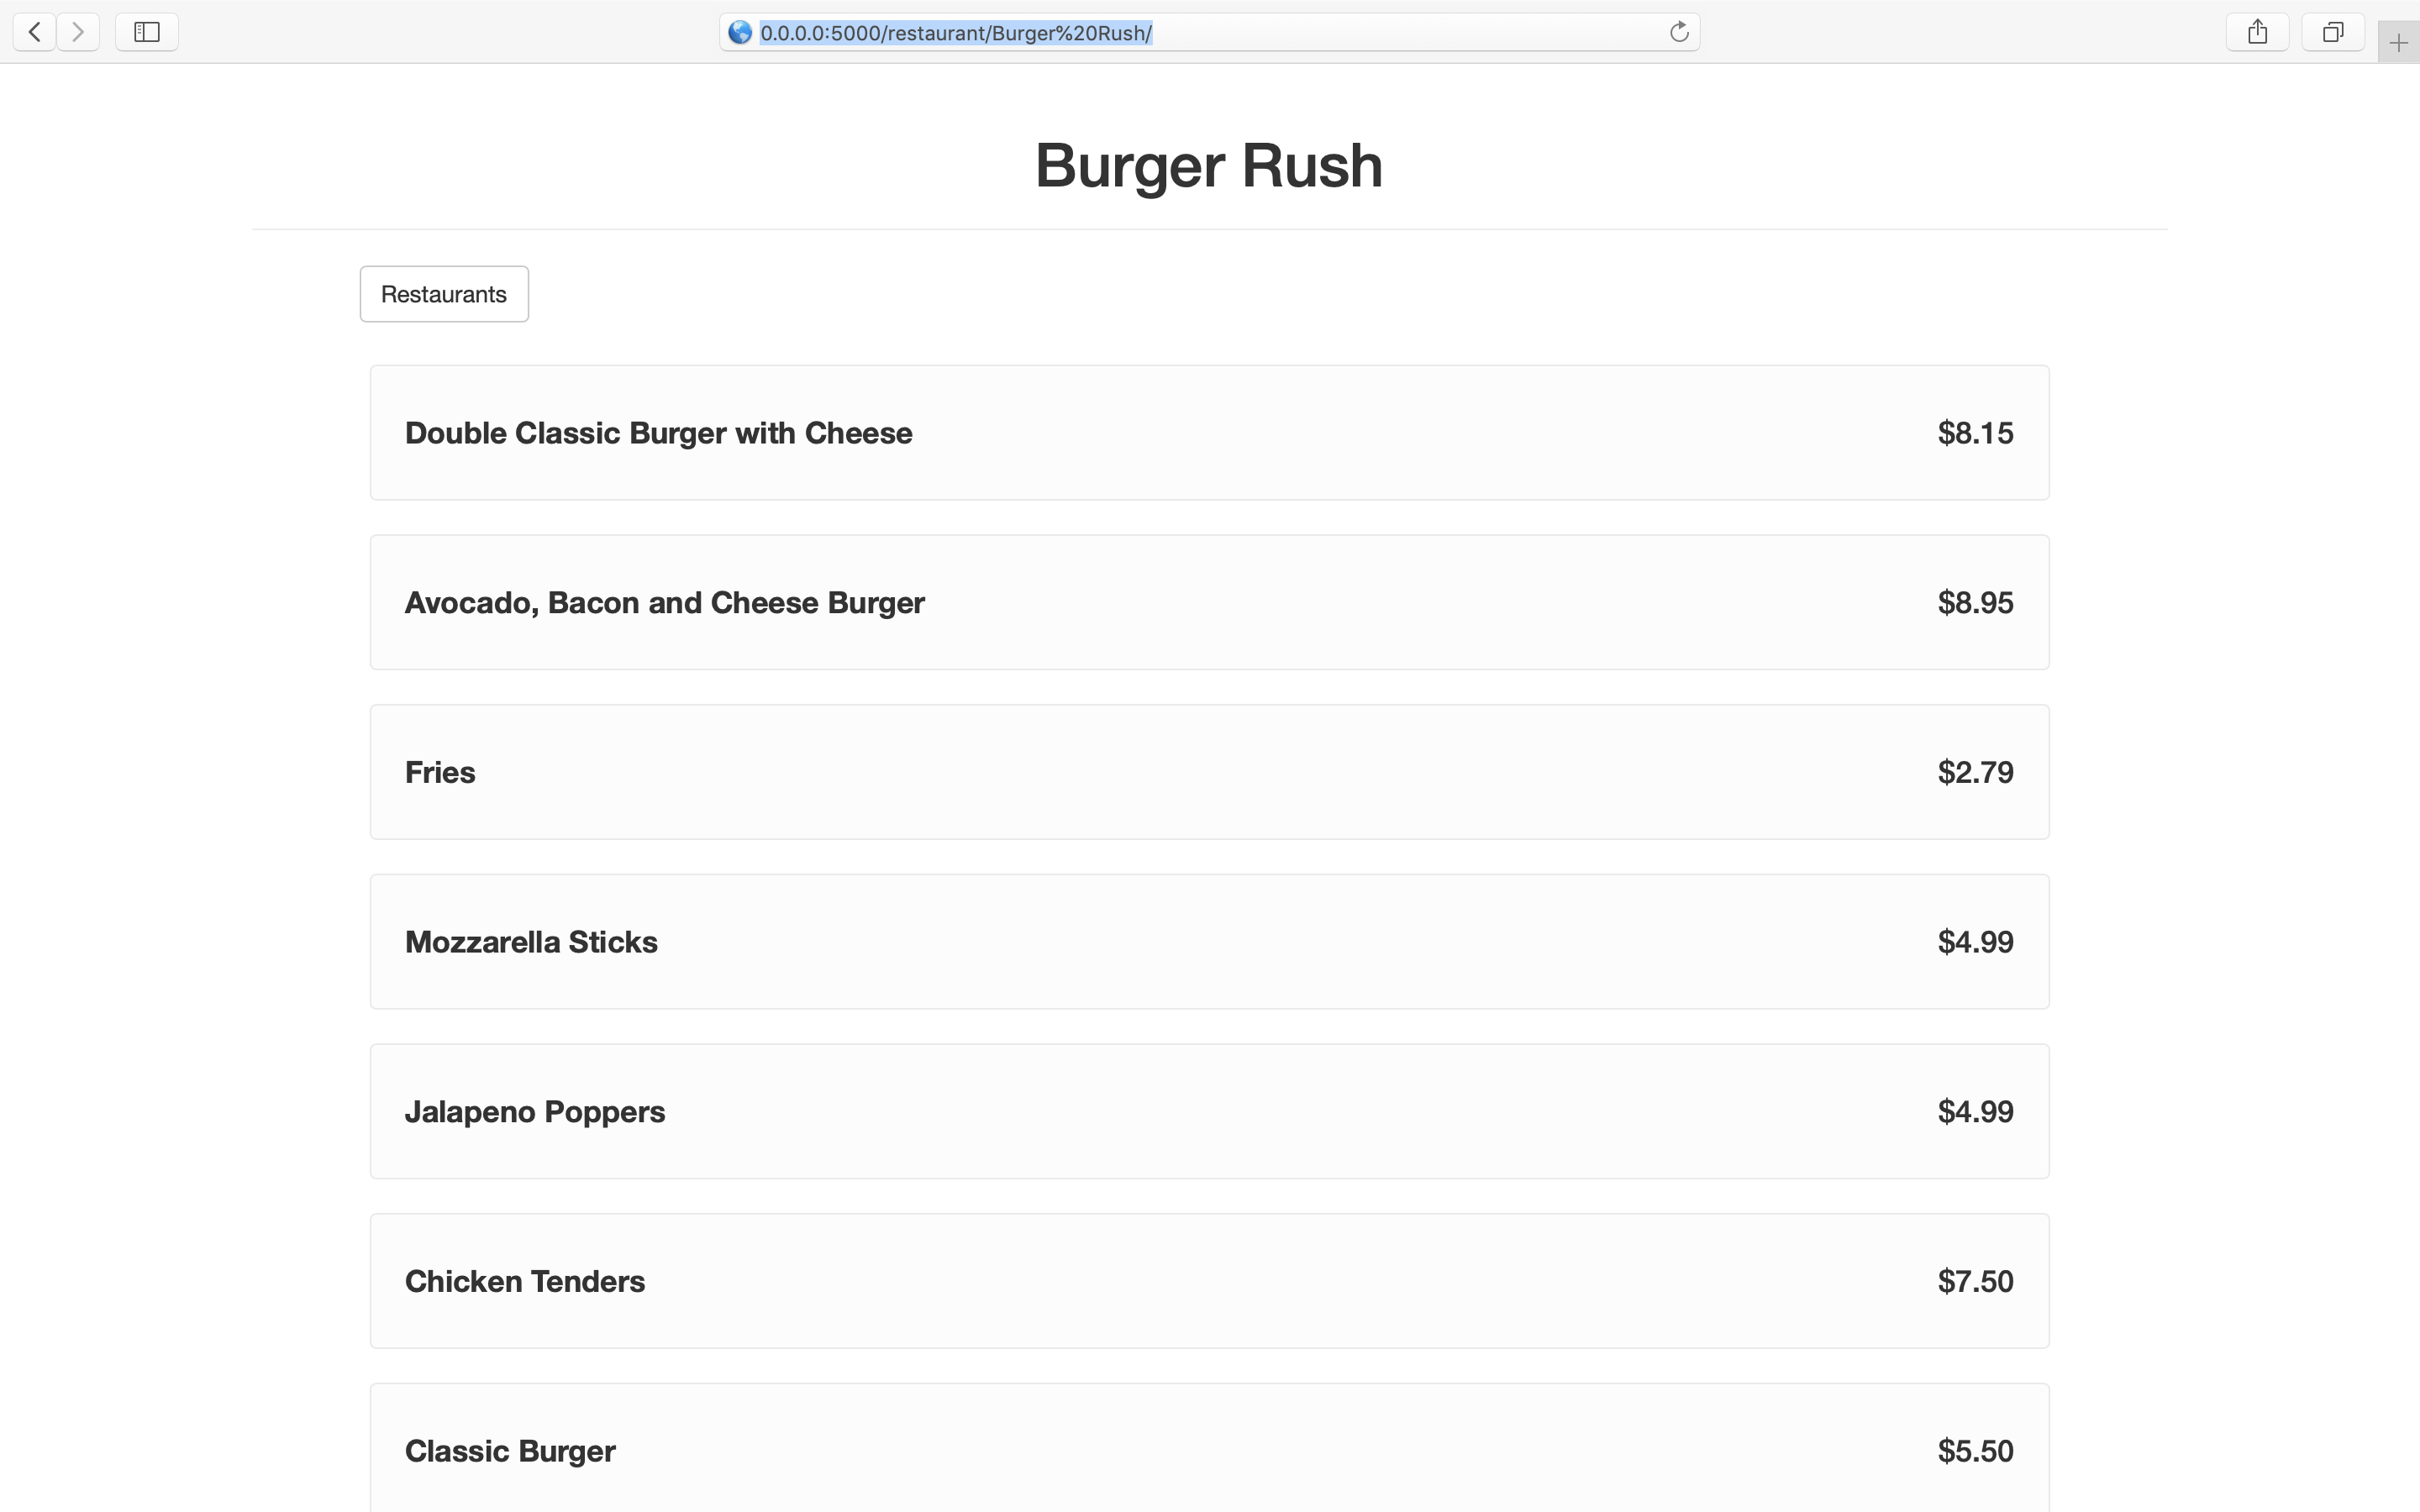 0.0.0.0:5000/restaurant/Burger%20Rush/
Burger Rush
Restaurants
Double Classic Burger with Cheese $8.15
Avocado, Bacon and Cheese Burger $8.95
Fries $2.79
Mozzarella Sticks $4.99
Jalapeno Poppers $4.99
Chicken Tenders $7.50
Classic Burger $5.50